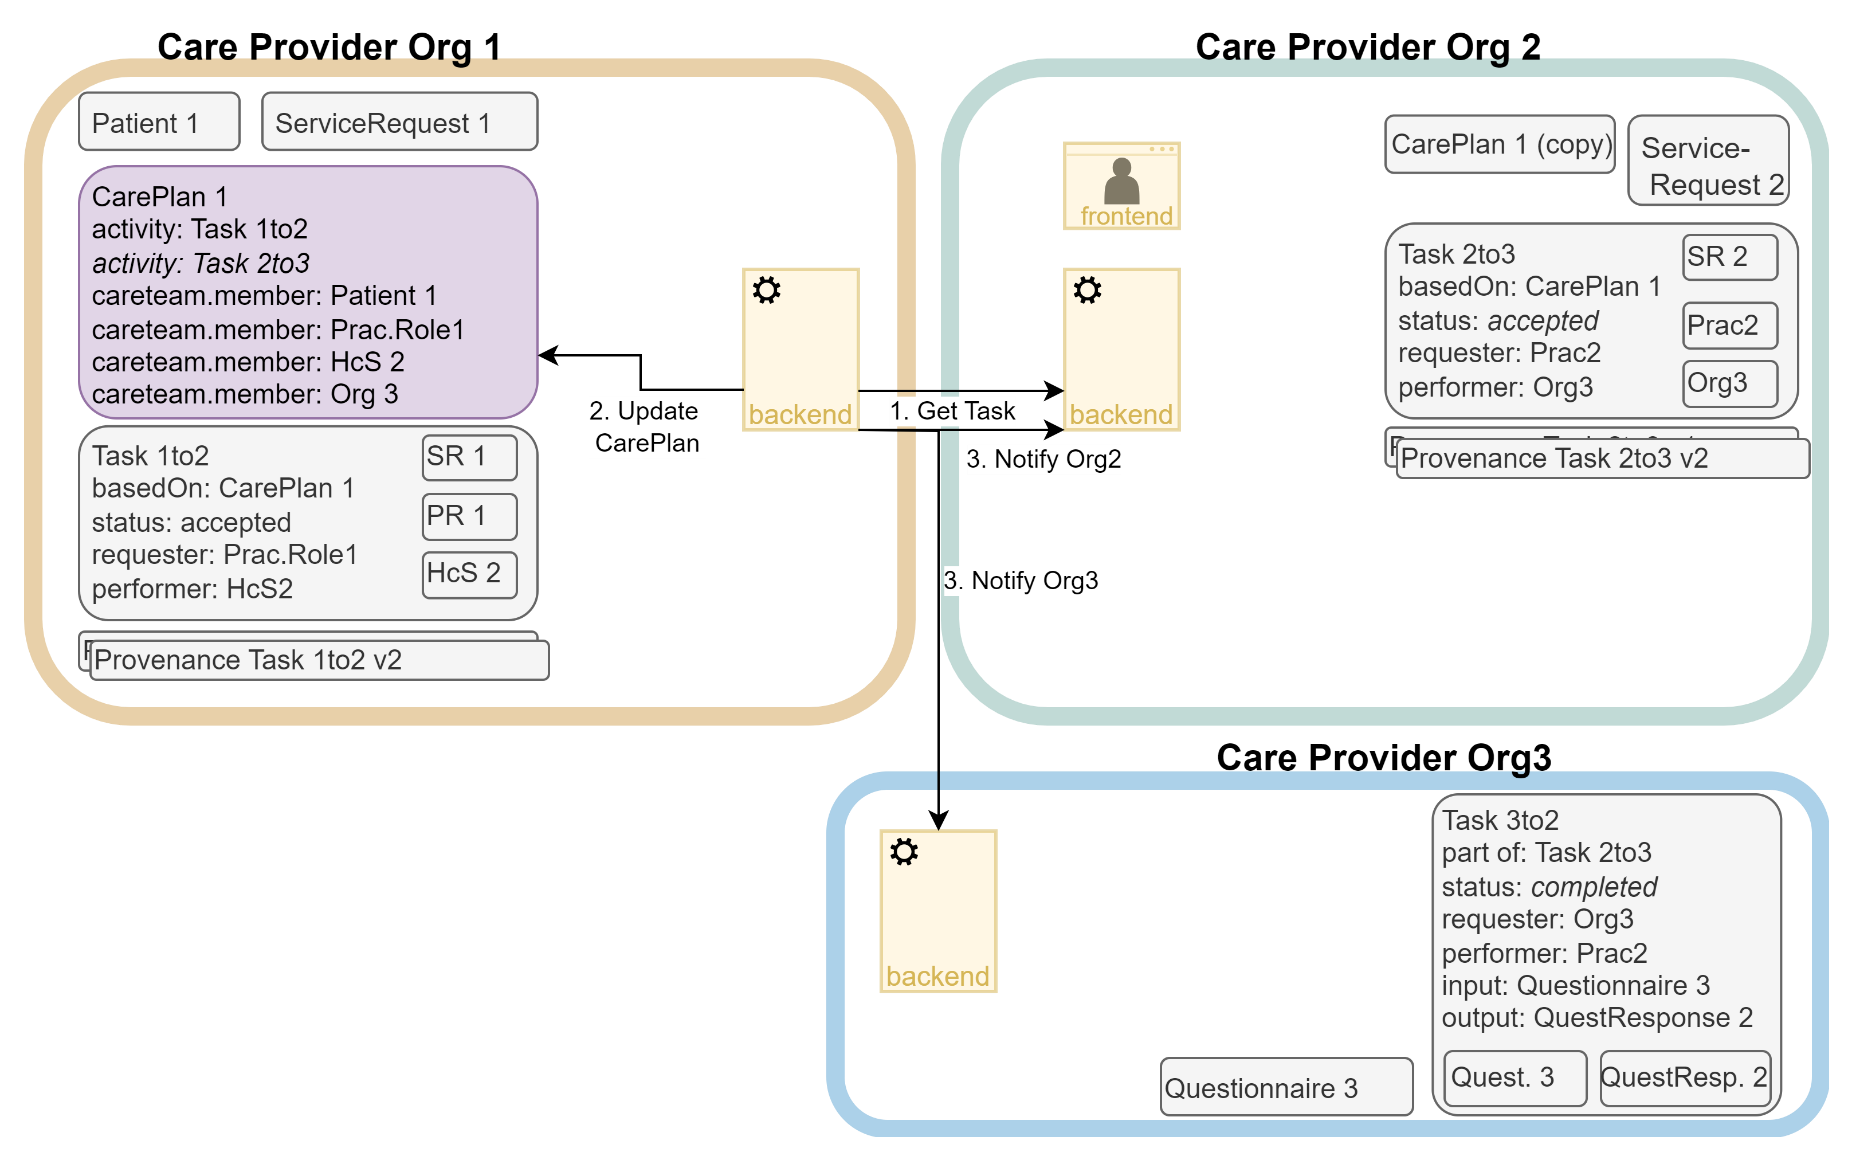 Care Provider Org 1
Patient 1
ServiceRequest 1
CarePlan 1
activity: Task 1to2
activity: Task 2to3
careteam.member: Patient 1
careteam.member: Prac.Role1
careteam.member: HcS 2
careteam.member: Org 3
Task 1to2
basedOn: CarePlan 1
status: accepted
requester: Prac.Role1
performer: HcS2
SR 1
PR 1
HcS 2
Provenance Task 1to2 v2
backend
2. Update
CarePlan
1. Get Task
3. Notify Org2
3. Notify Org3
Care Provider Org 2
frontend
backend
CarePlan 1 (copy)
Service-
Request 2
Task 2to3
basedOn: CarePlan 1
status: accepted
requester: Prac2
performer: Org3
SR 2
Prac2
Org3
Provenance Task 2to3 v2
Care Provider Org3
backend
Questionnaire 3
Task 3to2
part of: Task 2to3
status: completed
requester: Org3
performer: Prac2
input: Questionnaire 3
output: QuestResponse 2
Quest. 3
QuestResp. 2